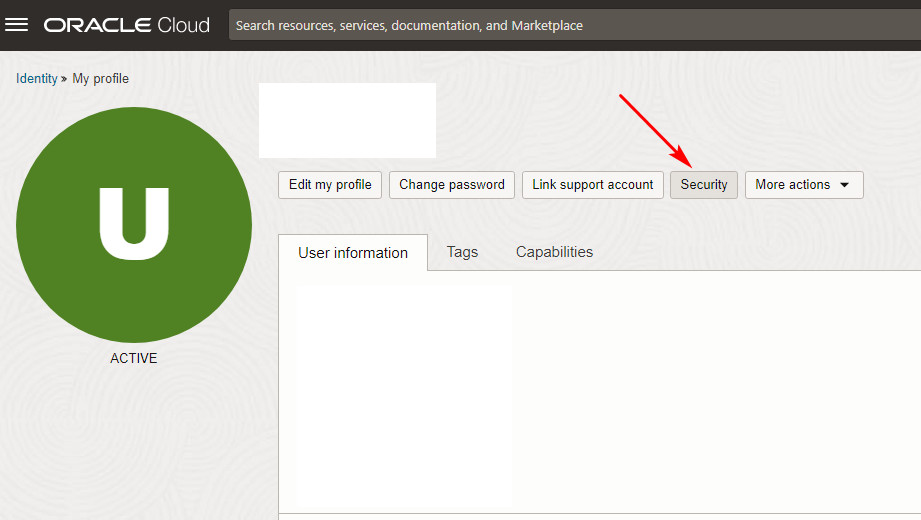 ORACLE Cloud
Search resources, services, documentation, and Marketplace
Identity » My profile
U
ACTIVE
Edit my profile
Change password
Link support account
Security
More actions
User information
Tags
Capabilities